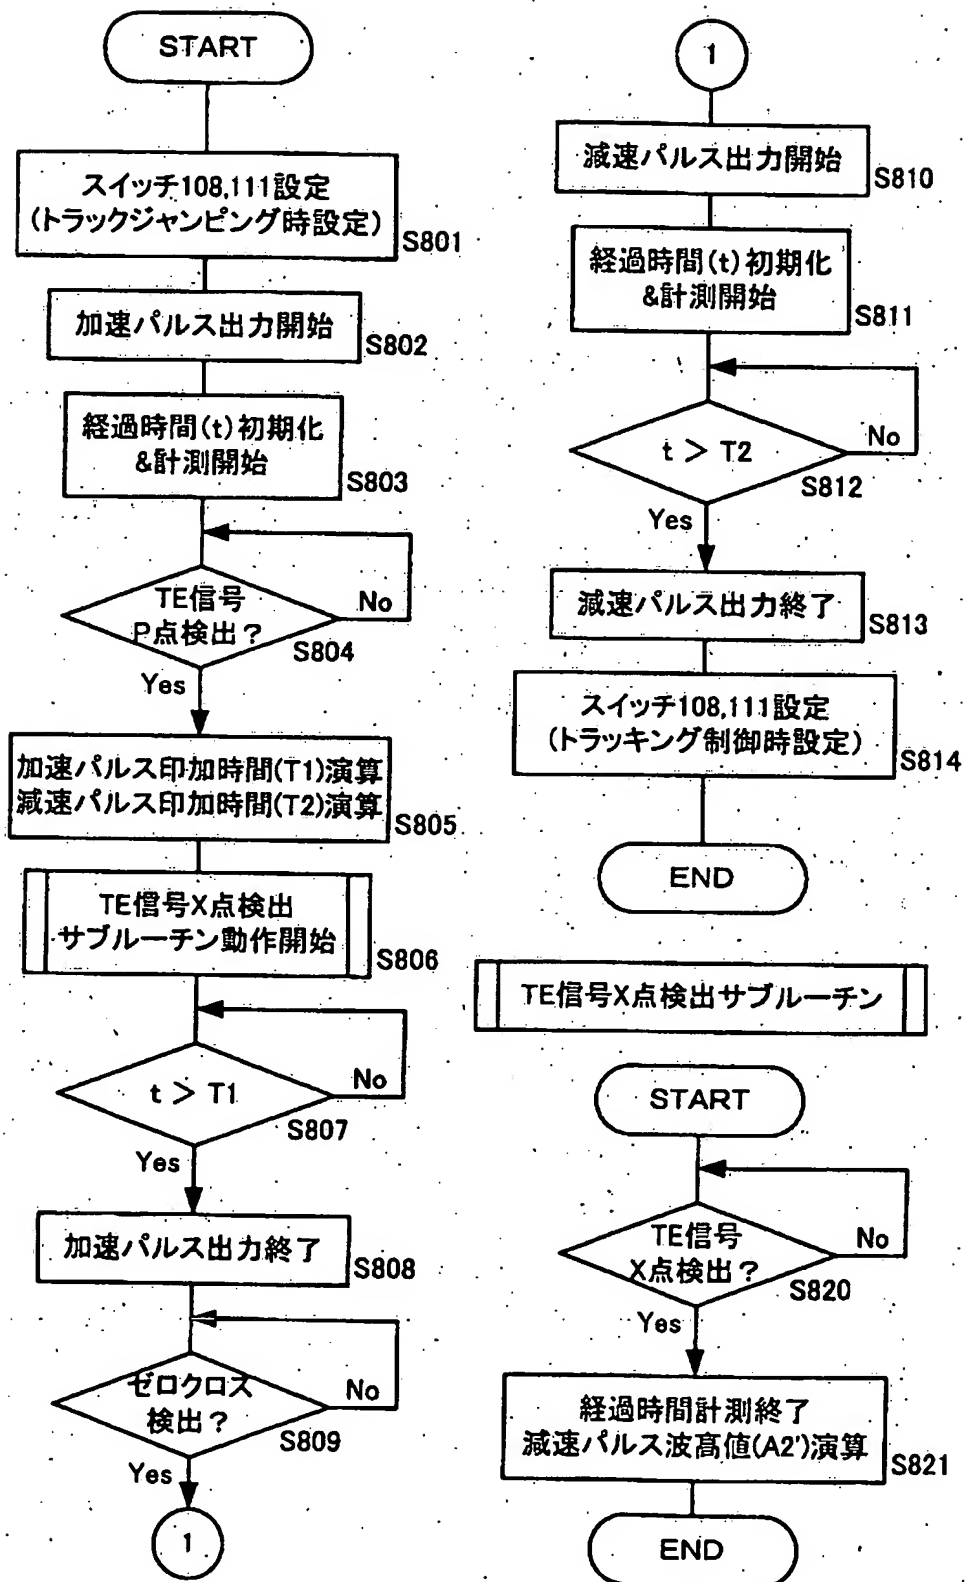 START
スイッチ108,111設定
(トラックジャンピング時設定)
S801
加速パルス出力開始
S802
経過時間(t)初期化
&計測開始
S803
TE信号
P点検出?
No
S804
Yes
加速パルス印加時間(T1)演算
減速パルス印加時間(T2)演算
S805
TE信号X点検出
サブルーチン動作開始
S806
t > T1
No
S807
Yes
加速パルス出力終了
S808
ゼロクロス
検出?
No
S809
Yes
1
1
減速パルス出力開始
S810
経過時間(t)初期化
&計測開始
S811
t > T2
No
S812
Yes
減速パルス出力終了
S813
スイッチ108,111設定
(トラッキング制御時設定)
S814
END
TE信号X点検出サブルーチン
START
TE信号
X点検出?
No
S820
Yes
経過時間計測終了
減速パルス波高値(A2')演算
S821
END